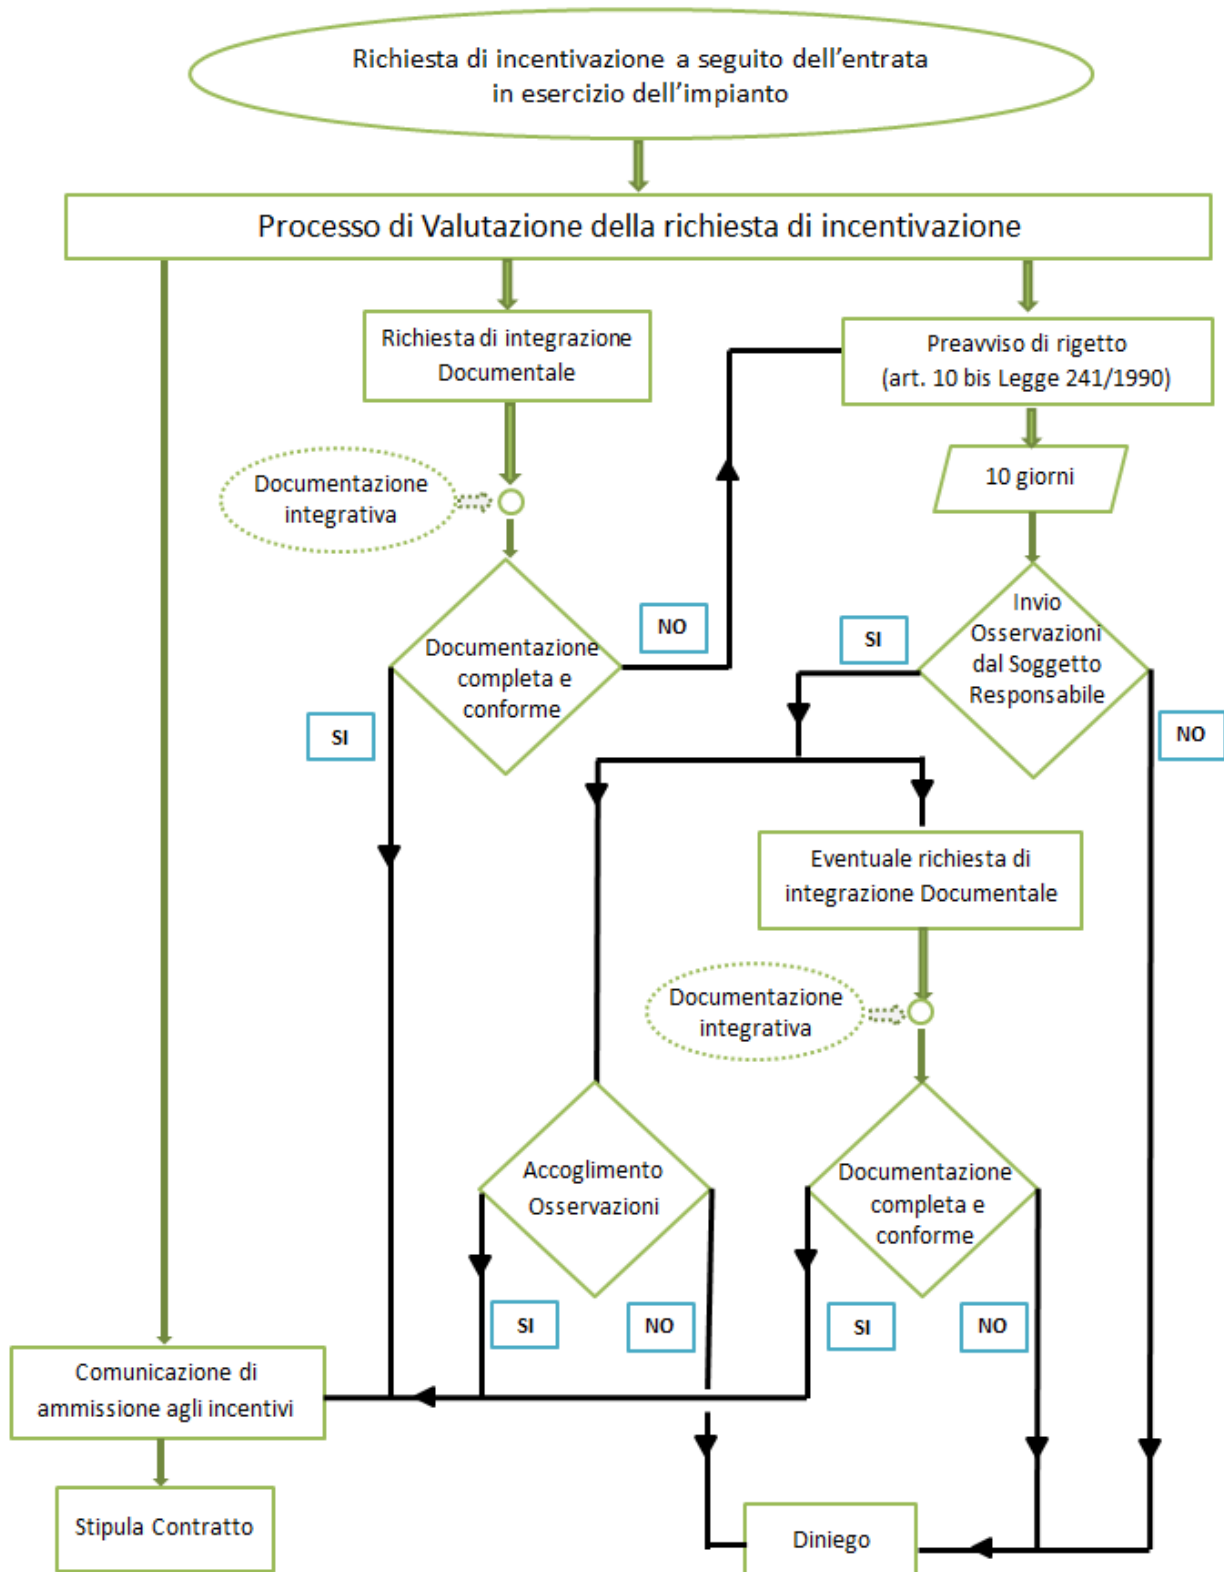 Richiesta di incentivazione a seguito dell'entrata
in esercizio dell'impianto
Processo di Valutazione della richiesta di incentivazione
Richiesta di integrazione
Documentale
Preavviso di rigetto
(art. 10 bis Legge 241/1990)
Documentazione
integrativa
10 giorni
Documentazione
completa e
conforme
NO
SI
Invio
Osservazioni
dal Soggetto
Responsabile
SI
NO
Eventuale richiesta di
integrazione Documentale
Documentazione
integrativa
Accoglimento
Osservazioni
SI
NO
Documentazione
completa e
conforme
SI
NO
Comunicazione di
ammissione agli incentivi
Stipula Contratto
Diniego